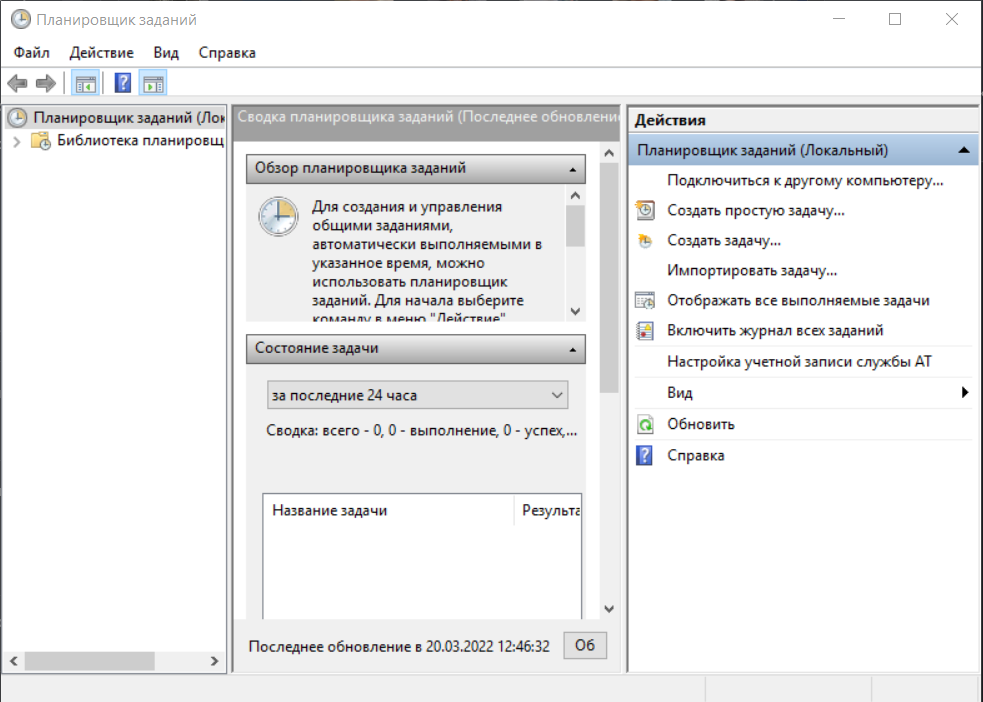 Планировщик заданий
Файл Действие Вид Справка
Планировщик заданий (Лок
Библиотека планировщ
Сводка планировщика заданий (Последнее обновлени
Обзор планировщика заданий
Для создания и управления
общими заданиями,
автоматически выполняемыми в
указанное время, можно
использовать планировщик
заданий. Для начала выберите
команду в меню "Действие"
Состояние задачи
за последние 24 часа
Сводка: всего - 0, 0 - выполнение, 0 - успех,...
Название задачи Результа
Последнее обновление в 20.03.2022 12:46:32 Об
Действия
Планировщик заданий (Локальный)
Подключиться к другому компьютеру...
Создать простую задачу...
Создать задачу...
Импортировать задачу...
Отображать все выполняемые задачи
Включить журнал всех заданий
Настройка учетной записи службы AT
Вид
Обновить
Справка